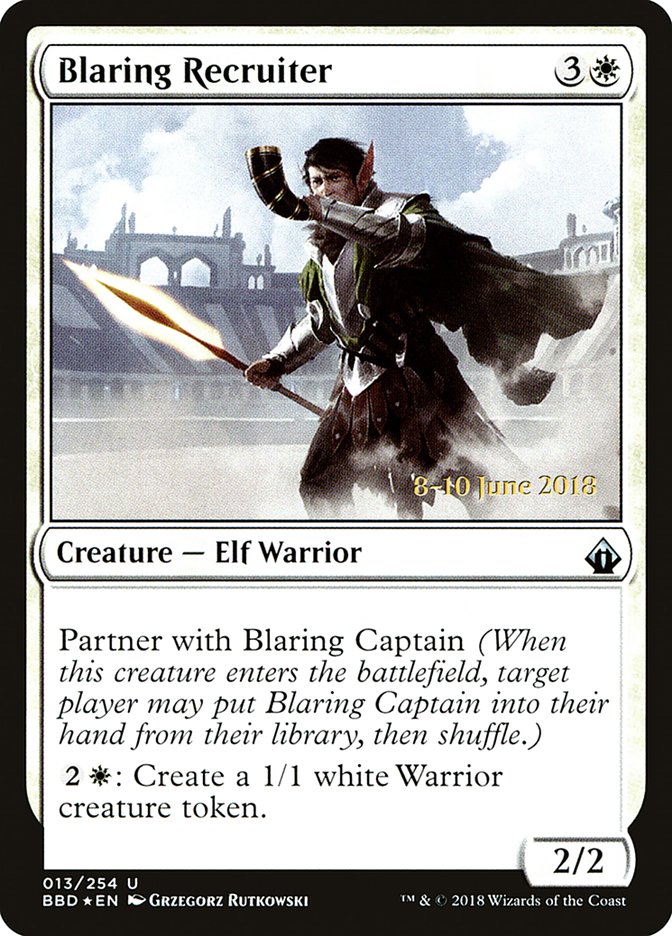 Blaring Recruiter
3
8–10 June 2018
Creature — Elf Warrior
Partner with Blaring Captain (When
this creature enters the battlefield, target
player may put Blaring Captain into their
hand from their library, then shuffle.)
2 : Create a 1/1 white Warrior
creature token.
2/2
013/254 U
BBD ★ EN Grzegorz Rutkowski
™ & © 2018 Wizards of the Coast